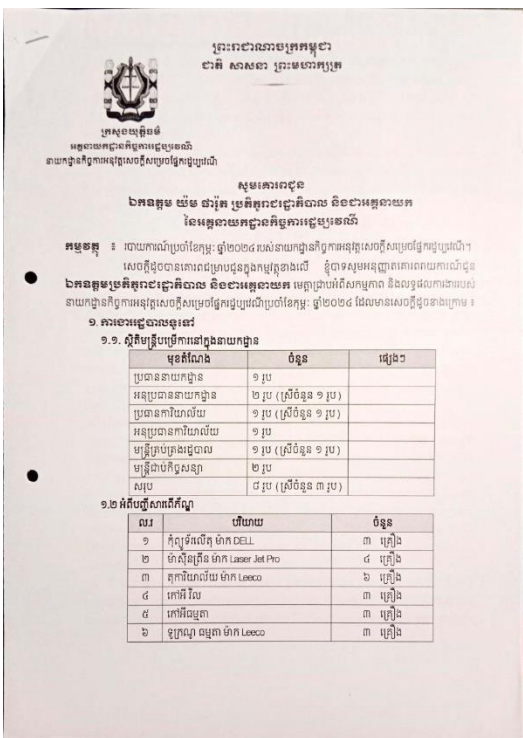 ព្រះរាជាណាចក្រកម្ពុជា
ជាតិ សាសនា ព្រះមហាក្សត្រ
ក្រសួងយុត្តិធម៌
អគ្គនាយកដ្ឋានកិច្ចការរដ្ឋប្បវេណី
នាយកដ្ឋានកិច្ចការអនុវត្តសេចក្តីសម្រេចផ្នែករដ្ឋប្បវេណី
សូមគោរពជូន
ឯកឧត្តម យ៉ម ផារ៉ូត ប្រតិភូរាជរដ្ឋាភិបាល និងជាអគ្គនាយក
នៃអគ្គនាយកដ្ឋានកិច្ចការរដ្ឋប្បវេណី
កម្មវត្ថុ ៖ របាយការណ៍ប្រចាំខែកុម្ភៈ ឆ្នាំ២០២៤ របស់នាយកដ្ឋានកិច្ចការអនុវត្តសេចក្តីសម្រេចផ្នែករដ្ឋប្បវេណី។
សេចក្តីដូចបានគោរពជម្រាបជូនក្នុងកម្មវត្ថុខាងលើ ខ្ញុំបាទសូមអនុញ្ញាតគោរពរាយការណ៍ជូន
ឯកឧត្តមប្រតិភូរាជរដ្ឋាភិបាល និងជាអគ្គនាយក មេត្តាជ្រាបអំពីសកម្មភាព និងលទ្ធផលការងាររបស់
នាយកដ្ឋានកិច្ចការអនុវត្តសេចក្តីសម្រេចផ្នែករដ្ឋប្បវេណីប្រចាំខែកុម្ភៈ ឆ្នាំ២០២៤ ដែលមានសេចក្តីដូចខាងក្រោម ៖
១. ការងាររដ្ឋបាលទូទៅ
១.១. ស្ថិតិមន្ត្រីបម្រើការនៅក្នុងនាយកដ្ឋាន
មុខតំណែង ចំនួន ផ្សេងៗ
ប្រធាននាយកដ្ឋាន ១ រូប
អនុប្រធាននាយកដ្ឋាន ២ រូប (ស្រីចំនួន ១ រូប)
ប្រធានការិយាល័យ ១ រូប (ស្រីចំនួន ១ រូប)
អនុប្រធានការិយាល័យ ១ រូប
មន្ត្រីគ្រប់គ្រងរដ្ឋបាល ១ រូប (ស្រីចំនួន ១ រូប)
មន្ត្រីជាប់កិច្ចសន្យា ២ រូប
សរុប ៨ រូប (ស្រីចំនួន ៣ រូប)
១.២ អំពីបញ្ជីសារពើភ័ណ្ឌ
ល.រ បរិយាយ ចំនួន
១ កុំព្យូទ័រលើតុ ម៉ាក DELL ៣ គ្រឿង
២ ម៉ាស៊ីនព្រីន ម៉ាក Laser Jet Pro ៤ គ្រឿង
៣ តុការិយាល័យ ម៉ាក Leeco ៦ គ្រឿង
៤ កៅអី វិល ៣ គ្រឿង
៥ កៅអីធម្មតា ៣ គ្រឿង
៦ ទូក្រណូ ធម្មតា ម៉ាក Leeco ៣ គ្រឿង